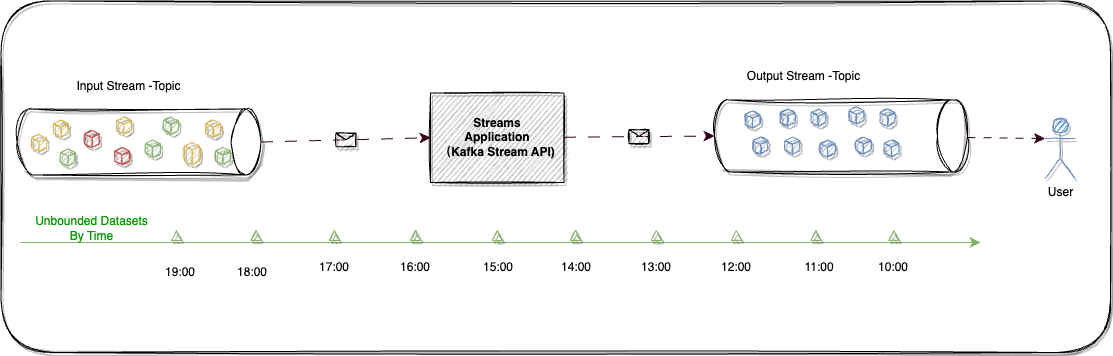 Input Stream -Topic
Output Stream -Topic
Streams
Application
(Kafka Stream API)
User
Unbounded Datasets
By Time
19:00
18:00
17:00
16:00
15:00
14:00
13:00
12:00
11:00
10:00